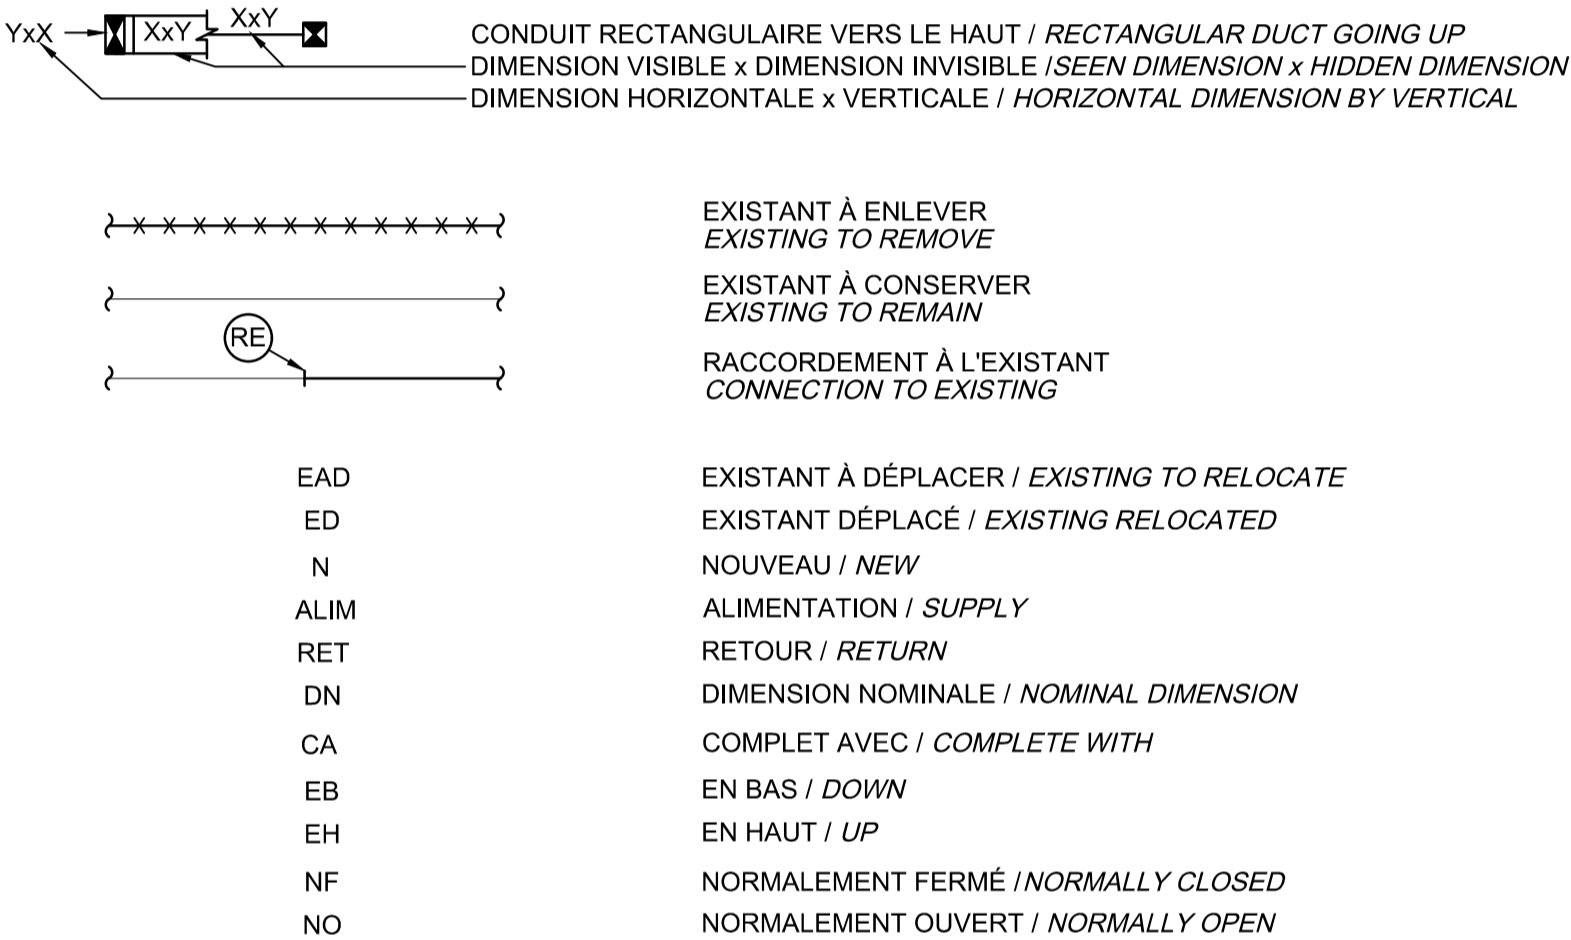 YxX XxY XxY
CONDUIT RECTANGULAIRE VERS LE HAUT / RECTANGULAR DUCT GOING UP
DIMENSION VISIBLE x DIMENSION INVISIBLE /SEEN DIMENSION x HIDDEN DIMENSION
DIMENSION HORIZONTALE x VERTICALE / HORIZONTAL DIMENSION BY VERTICAL
EXISTANT À ENLEVER
EXISTING TO REMOVE
EXISTANT À CONSERVER
EXISTING TO REMAIN
RE
RACCORDEMENT À L'EXISTANT
CONNECTION TO EXISTING
EAD EXISTANT À DÉPLACER / EXISTING TO RELOCATE
ED EXISTANT DÉPLACÉ / EXISTING RELOCATED
N NOUVEAU / NEW
ALIM ALIMENTATION / SUPPLY
RET RETOUR / RETURN
DN DIMENSION NOMINALE / NOMINAL DIMENSION
CA COMPLET AVEC / COMPLETE WITH
EB EN BAS / DOWN
EH EN HAUT / UP
NF NORMALEMENT FERMÉ /NORMALLY CLOSED
NO NORMALEMENT OUVERT / NORMALLY OPEN